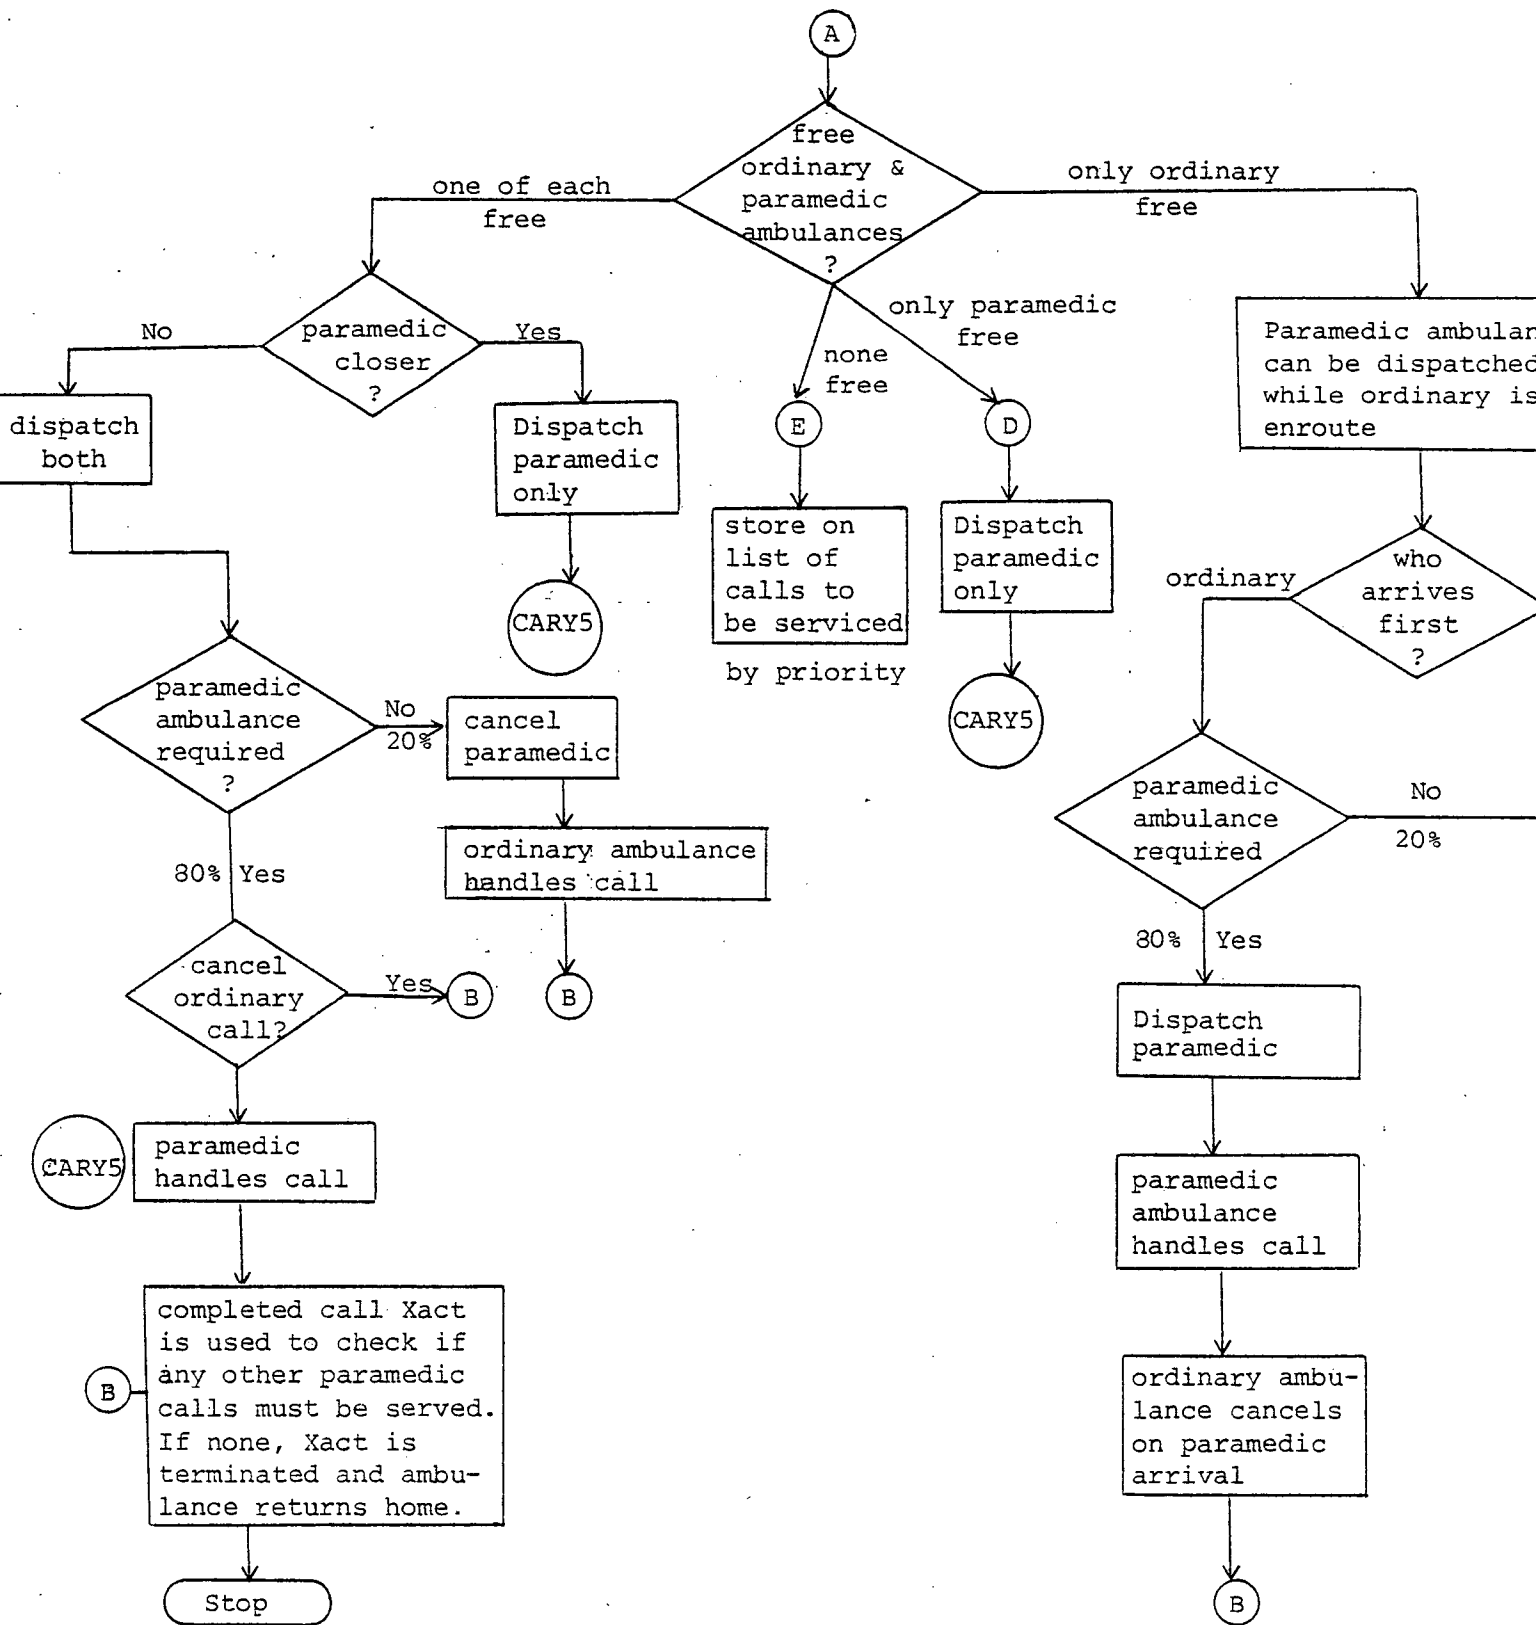 A
free
ordinary &
paramedic
ambulances
?
one of each
free
only ordinary
free
only paramedic
free
none
free
No
paramedic
closer
?
Yes
dispatch
both
Dispatch
paramedic
only
CARY5
E
store on
list of
calls to
be serviced
by priority
D
Dispatch
paramedic
only
CARY5
Paramedic ambulan
can be dispatched
while ordinary is
enroute
who
arrives
first
?
ordinary
paramedic
ambulance
required
?
No
20%
cancel
paramedic
ordinary ambulance
handles call
B
80% Yes
cancel
ordinary
call?
Yes
B
CARY5
paramedic
handles call
B
completed call Xact
is used to check if
any other paramedic
calls must be served.
If none, Xact is
terminated and ambu-
lance returns home.
Stop
paramedic
ambulance
required
No
20%
80% Yes
Dispatch
paramedic
paramedic
ambulance
handles call
ordinary ambu-
lance cancels
on paramedic
arrival
B